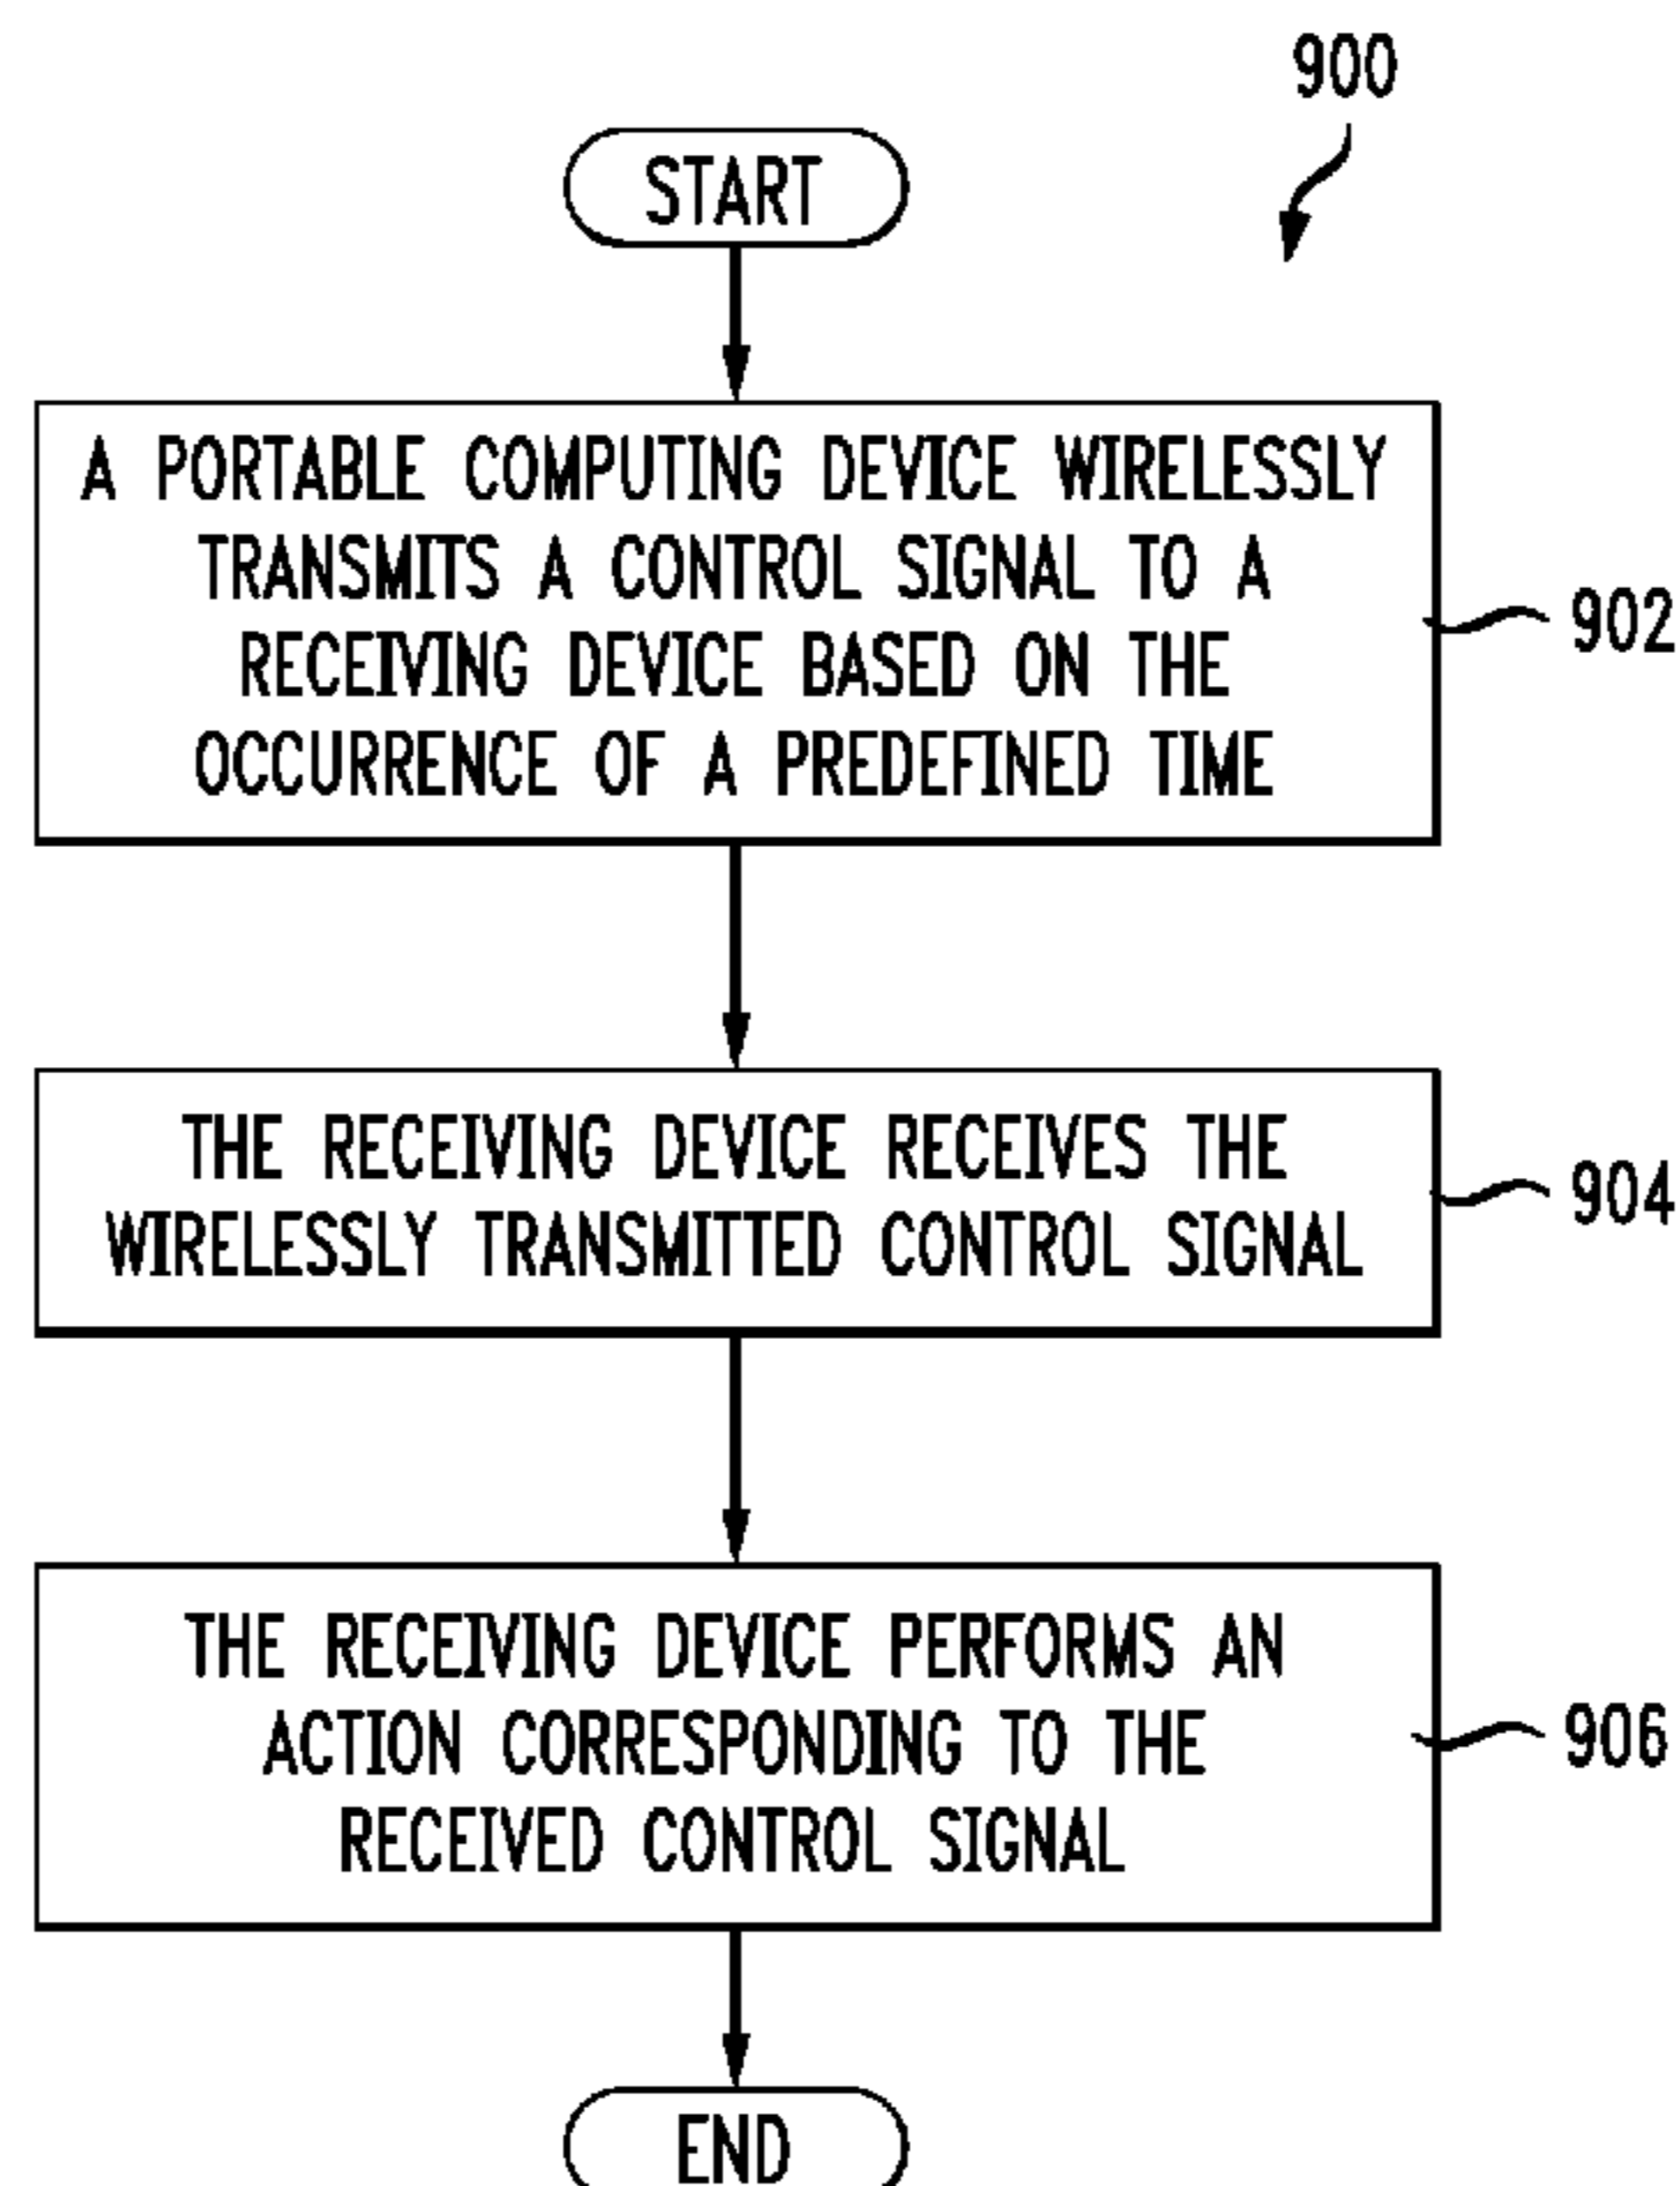 900
START
A PORTABLE COMPUTING DEVICE WIRELESSLY
TRANSMITS A CONTROL SIGNAL TO A
RECEIVING DEVICE BASED ON THE
OCCURRENCE OF A PREDEFINED TIME
902
THE RECEIVING DEVICE RECEIVES THE
WIRELESSLY TRANSMITTED CONTROL SIGNAL
904
THE RECEIVING DEVICE PERFORMS AN
ACTION CORRESPONDING TO THE
RECEIVED CONTROL SIGNAL
906
END